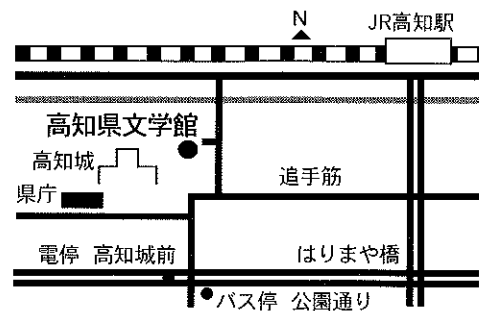 N
JR高知駅
高知県文学館
高知城
追手筋
県庁
電停 高知城前
はりまや橋
バス停 公園通り